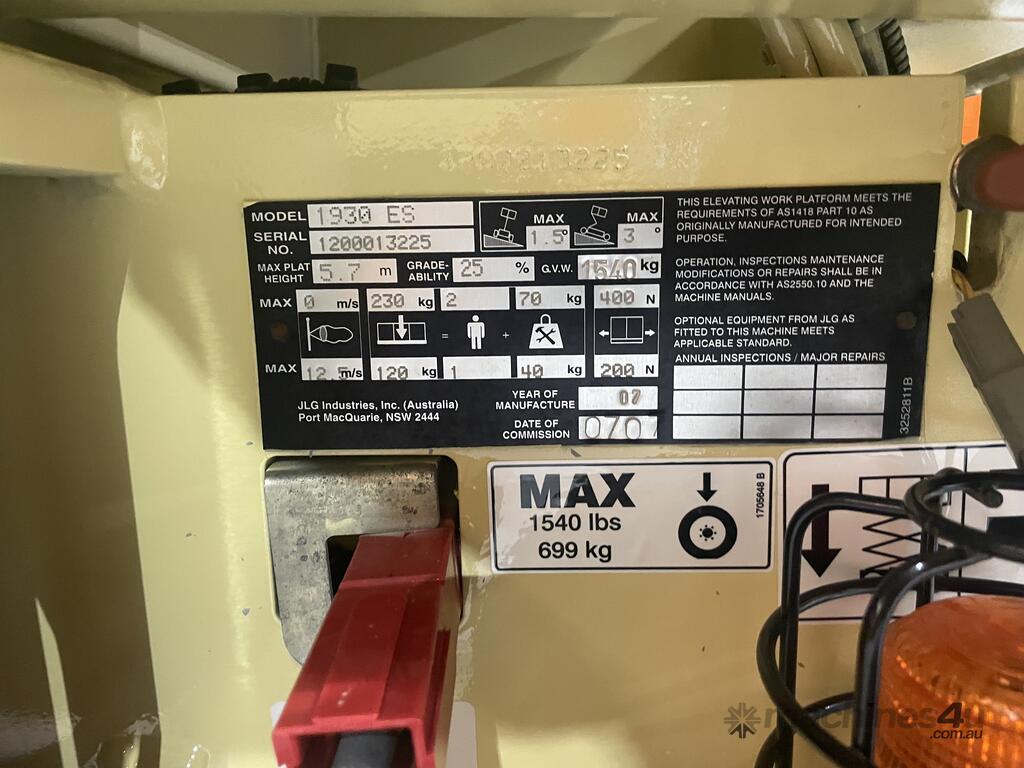 1200013225
MODEL 1930 ES
SERIAL NO. 1200013225
MAX 1.5°
MAX 3°
MAX PLAT HEIGHT 5.7 m GRADE-ABILITY 25 % G.V.W. 1540 kg
MAX 0 m/s 230 kg 2 70 kg 400 N
= +
MAX 12.5 m/s 120 kg 1 40 kg 200 N
JLG Industries, Inc. (Australia)
Port MacQuarie, NSW 2444
YEAR OF MANUFACTURE 07
DATE OF COMMISSION 070
THIS ELEVATING WORK PLATFORM MEETS THE
REQUIREMENTS OF AS1418 PART 10 AS
ORIGINALLY MANUFACTURED FOR INTENDED
PURPOSE.
OPERATION, INSPECTIONS MAINTENANCE
MODIFICATIONS OR REPAIRS SHALL BE IN
ACCORDANCE WITH AS2550.10 AND THE
MACHINE MANUALS.
OPTIONAL EQUIPMENT FROM JLG AS
FITTED TO THIS MACHINE MEETS
APPLICABLE STANDARD.
ANNUAL INSPECTIONS / MAJOR REPAIRS
3252811B
MAX
1540 lbs
699 kg
1705648 B
machines4u
.com.au